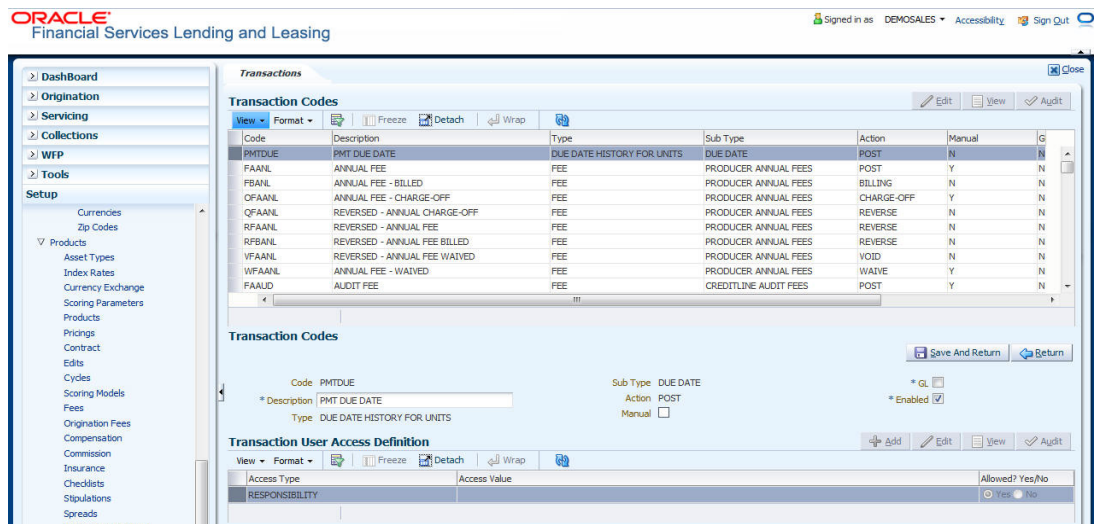 ORACLE
Financial Services Lending and Leasing
Signed in as DEMOSALES Accessibility Sign Out
DashBoard
Origination
Servicing
Collections
WFP
Tools
Setup
Currencies
Zip Codes
Products
Asset Types
Index Rates
Currency Exchange
Scoring Parameters
Products
Pricings
Contract
Edits
Cycles
Scoring Models
Fees
Origination Fees
Compensation
Commission
Insurance
Checklists
Stipulations
Spreads
Transactions Close
Transaction Codes Edit View Audit
View Format Freeze Detach Wrap
Code Description Type Sub Type Action Manual G
PMTDUE PMT DUE DATE DUE DATE HISTORY FOR UNITS DUE DATE POST N N
FAANL ANNUAL FEE FEE PRODUCER ANNUAL FEES POST Y N
FBANL ANNUAL FEE - BILLED FEE PRODUCER ANNUAL FEES BILLING N N
OFAANL ANNUAL FEE - CHARGE-OFF FEE PRODUCER ANNUAL FEES CHARGE-OFF Y N
QFAANL REVERSED - ANNUAL CHARGE-OFF FEE PRODUCER ANNUAL FEES REVERSE N N
RFAANL REVERSED - ANNUAL FEE FEE PRODUCER ANNUAL FEES REVERSE N N
RFBANL REVERSED - ANNUAL FEE BILLED FEE PRODUCER ANNUAL FEES REVERSE N N
VFAANL REVERSED - ANNUAL FEE WAIVED FEE PRODUCER ANNUAL FEES VOID N N
WFAANL ANNUAL FEE - WAIVED FEE PRODUCER ANNUAL FEES WAIVE Y N
FAAUD AUDIT FEE FEE CREDITLINE AUDIT FEES POST Y N
Transaction Codes
Save And Return Return
Code PMTDUE Sub Type DUE DATE * GL
* Description PMT DUE DATE Action POST * Enabled
Type DUE DATE HISTORY FOR UNITS Manual
Transaction User Access Definition Add Edit View Audit
View Format Freeze Detach Wrap
Access Type Access Value Allowed? Yes/No
RESPONSIBILITY Yes No